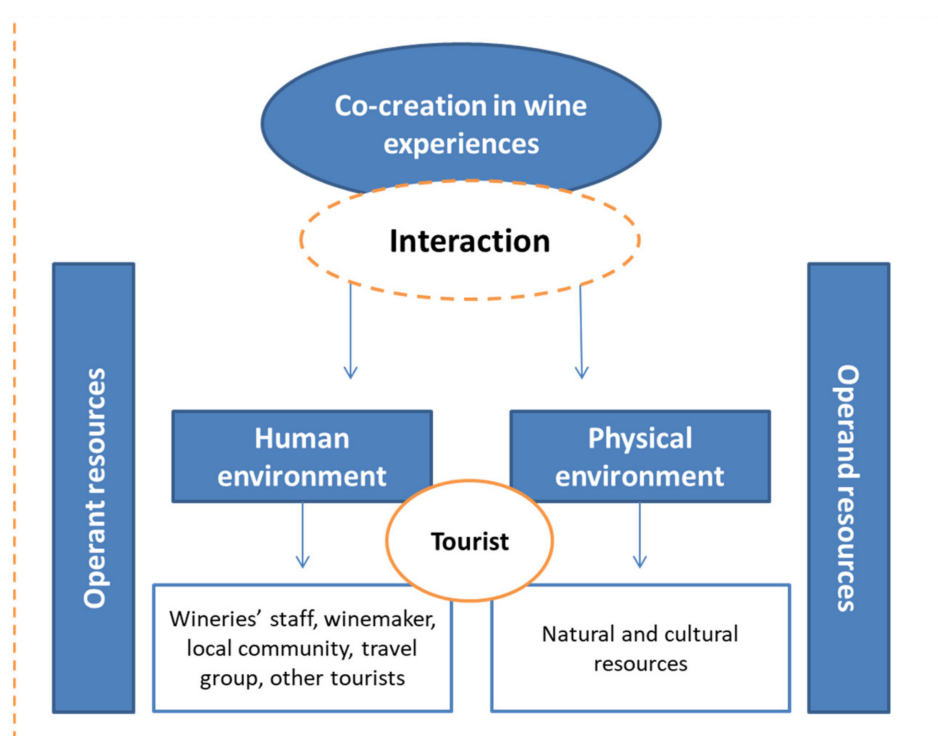 Co-creation in wine
experiences
Interaction
Operant resources
Human
environment
Physical
environment
Operand resources
Tourist
Wineries’ staff, winemaker,
local community, travel
group, other tourists
Natural and cultural
resources